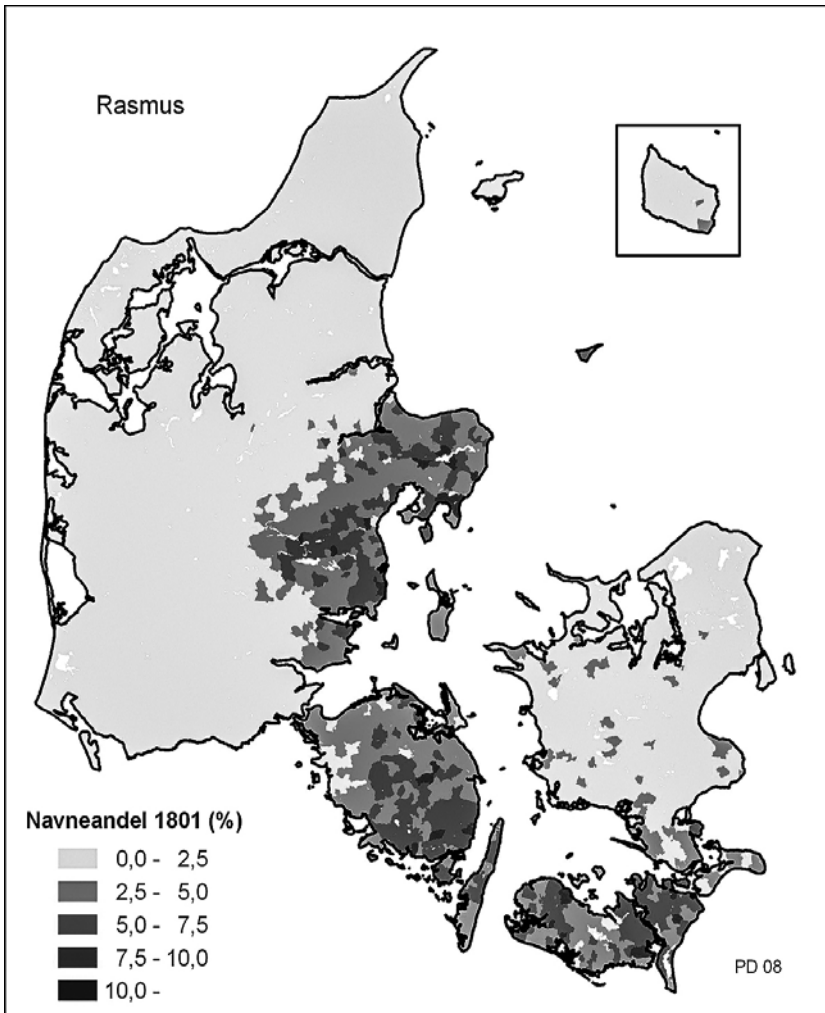 Rasmus
Navneandel 1801 (%)
0,0 - 2,5
2,5 - 5,0
5,0 - 7,5
7,5 - 10,0
10,0 -
PD 08